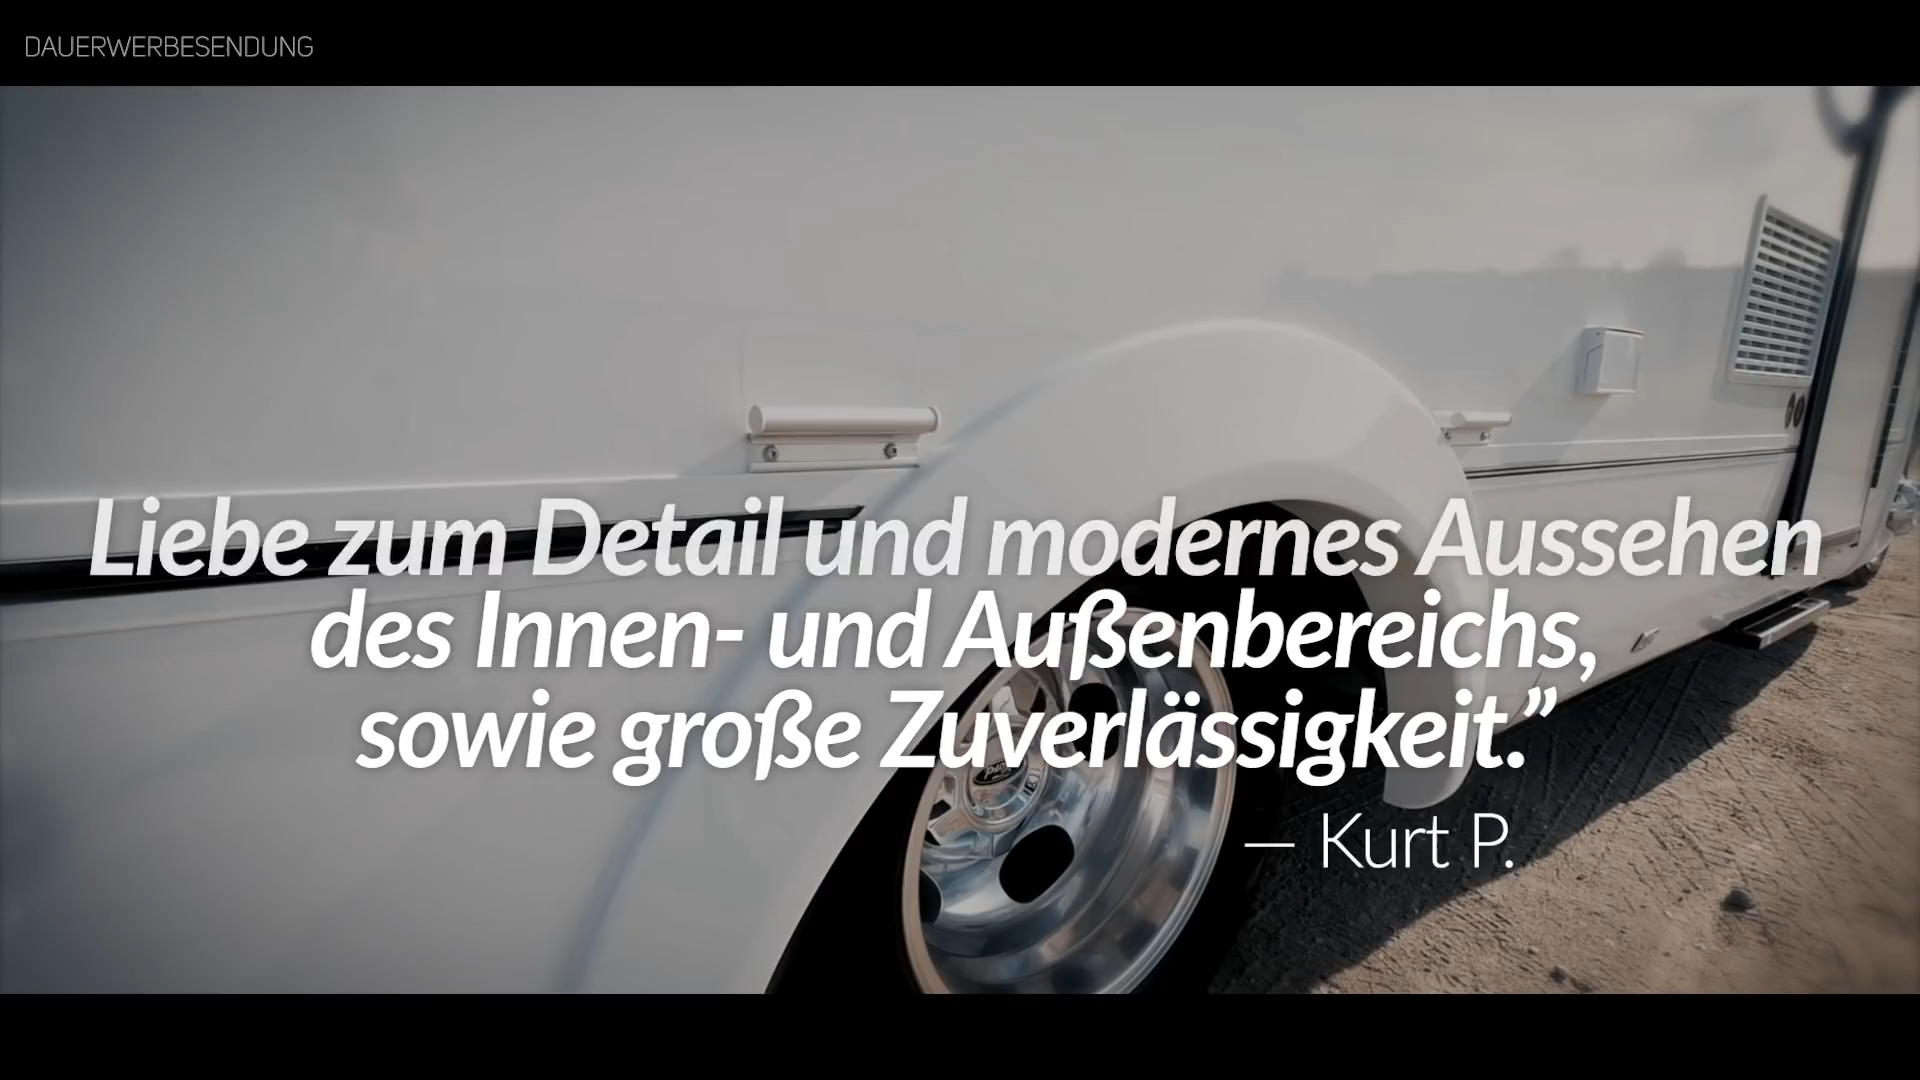 DAUERWERBESENDUNG
Liebe zum Detail und modernes Aussehen
des Innen- und Außenbereichs,
sowie große Zuverlässigkeit.”
— Kurt P.